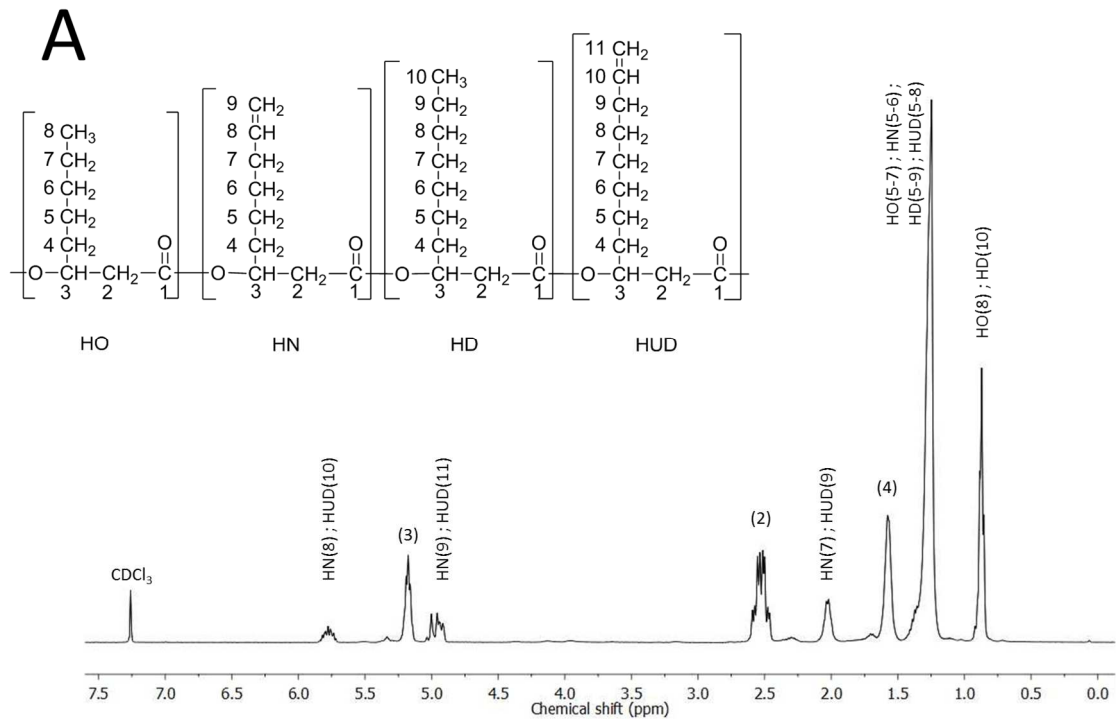 A
11 CH₂
10 CH
9 CH₂
8 CH₂
7 CH₂
6 CH₂
5 CH₂
4 CH₂
10 CH₃
9 CH₂
8 CH₂
7 CH₂
6 CH₂
5 CH₂
4 CH₂
9 CH₂
8 CH
7 CH₂
6 CH₂
5 CH₂
4 CH₂
8 CH₃
7 CH₂
6 CH₂
5 CH₂
4 CH₂
O O O O
O CH CH₂ C O CH CH₂ C O CH CH₂ C O CH CH₂ C
3 2 1 3 2 1 3 2 1 3 2 1
HO HN HD HUD
HO(5-7) ; HN(5-6) ;
HD(5-9) ; HUD(5-8)
HO(8) ; HD(10)
CDCl₃
HN(8) ; HUD(10)
(3)
HN(9) ; HUD(11)
(2)
HN(7) ; HUD(9)
(4)
7.5 7.0 6.5 6.0 5.5 5.0 4.5 4.0 3.5 3.0 2.5 2.0 1.5 1.0 0.5 0.0
Chemical shift (ppm)